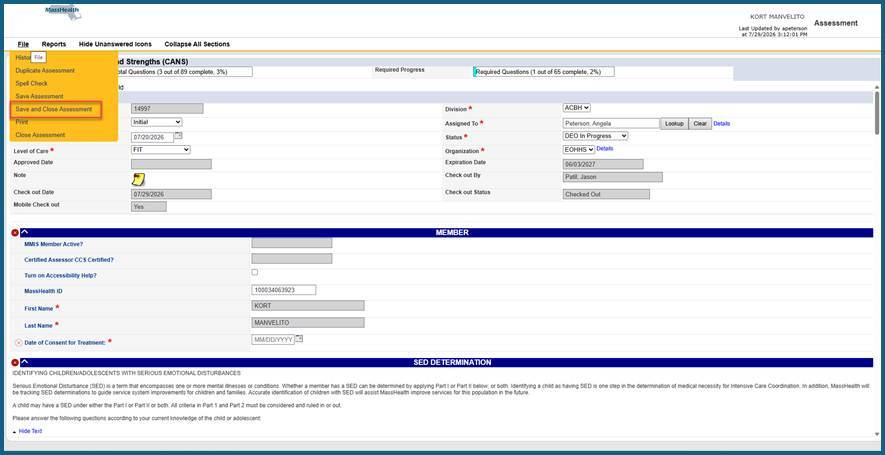 MassHealth
KORT MANVELITO
Last Updated by apeterson
at 7/29/2026 3:12:01 PM
Assessment
File Reports Hide Unanswered Icons Collapse All Sections
File
Duplicate Assessment
Spell Check
Save Assessment
Save and Close Assessment
Print
Close Assessment
nd Strengths (CANS)
otal Questions (3 out of 89 complete, 3%)
Required Progress
Required Questions (1 out of 65 complete, 2%)
14997
Division * ACBH
Initial
Assigned To * Peterson, Angela Lookup Clear Details
07/20/2026
Status * DEO In Progress
Level of Care * FIT
Organization * EOHHS Details
Approved Date
Expiration Date 06/03/2027
Note
Check out By Patil, Jason
Check out Date 07/29/2026
Check out Status Checked Out
Mobile Check out Yes
MEMBER
MMIS Member Active?
Certified Assessor CCS Certified?
Turn on Accessibility Help?
MassHealth ID 100034063923
First Name * KORT
Last Name * MANVELITO
Date of Consent for Treatment: * MM/DD/YYYY
SED DETERMINATION
IDENTIFYING CHILDREN/ADOLESCENTS WITH SERIOUS EMOTIONAL DISTURBANCES
Serious Emotional Disturbance (SED) is a term that encompasses one or more mental illnesses or conditions. Whether a member has a SED can be determined by applying Part I or Part II below; or both. Identifying a child as having SED is one step in the determination of medical necessity for Intensive Care Coordination. In addition, MassHealth will
be tracking SED determinations to guide service system improvements for children and families. Accurate identification of children with SED will assist MassHealth improve services for this population in the future.
A child may have a SED under either the Part I or Part II or both. All criteria in Part 1 and Part 2 must be considered and ruled in or out.
Please answer the following questions according to your current knowledge of the child or adolescent:
Hide Text